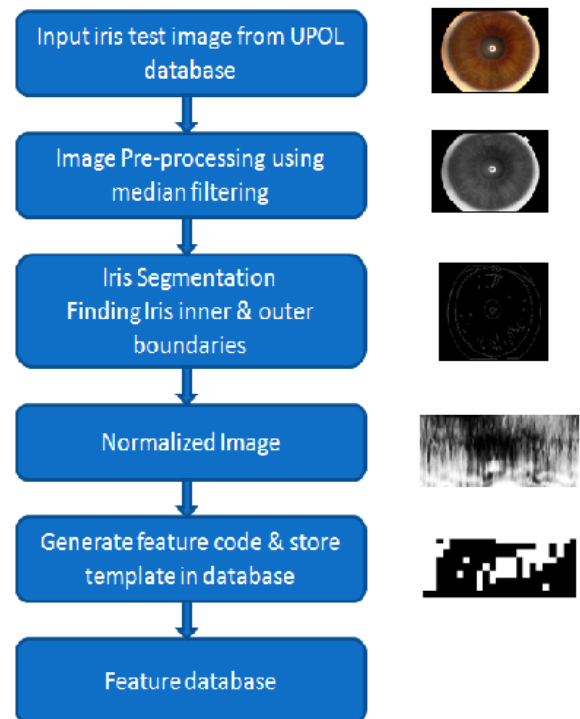 Input iris test image from UPOL
database
Image Pre-processing using
median filtering
Iris Segmentation
Finding Iris inner & outer
boundaries
Normalized Image
Generate feature code & store
template in database
Feature database